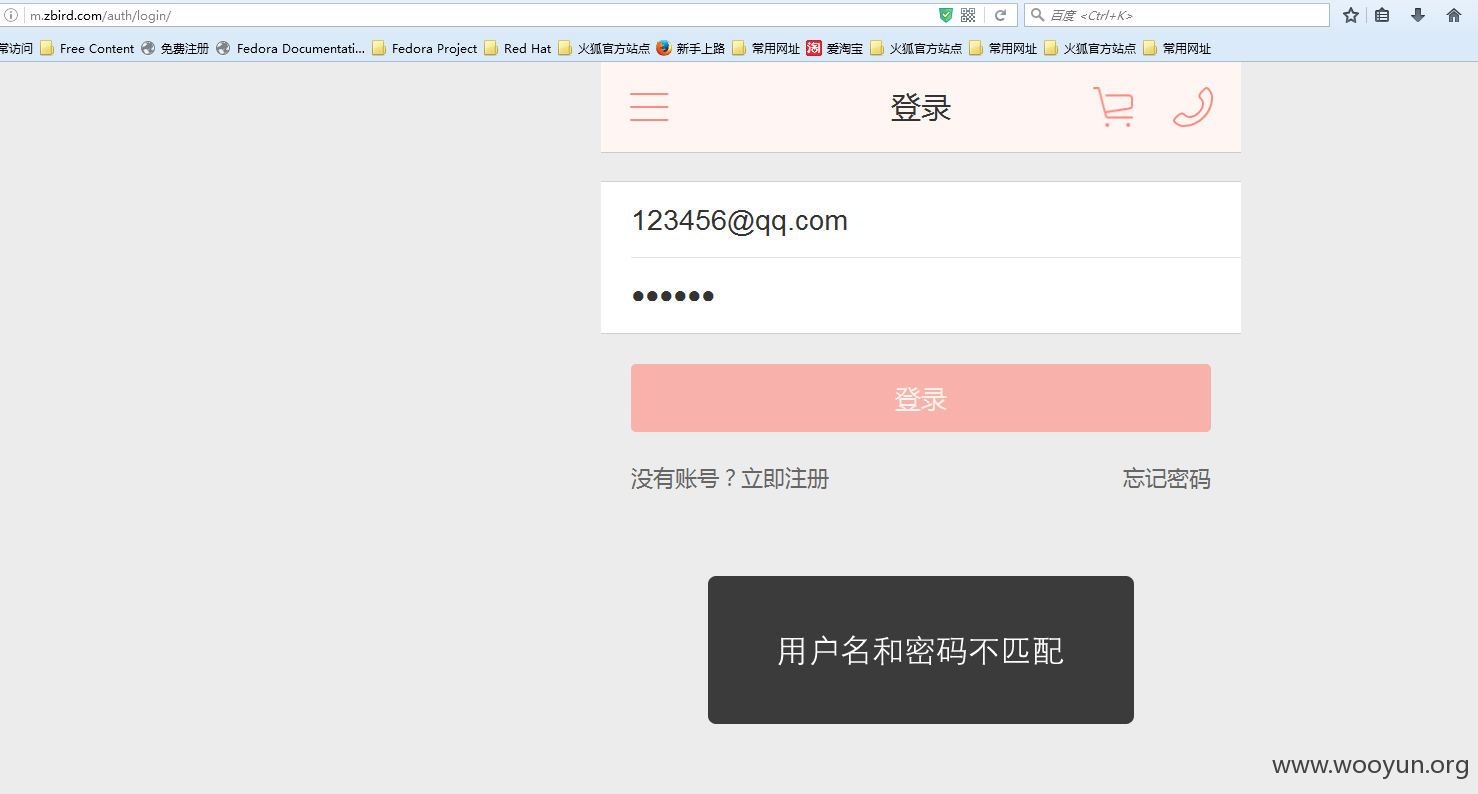 m.zbird.com/auth/login/
百度 <Ctrl+K>
常访问 Free Content 免费注册 Fedora Documentati... Fedora Project Red Hat 火狐官方站点 新手上路 常用网址 淘 爱淘宝 火狐官方站点 常用网址 火狐官方站点 常用网址
登录
123456@qq.com
••••••
登录
没有账号？立即注册 忘记密码
用户名和密码不匹配
www.wooyun.org